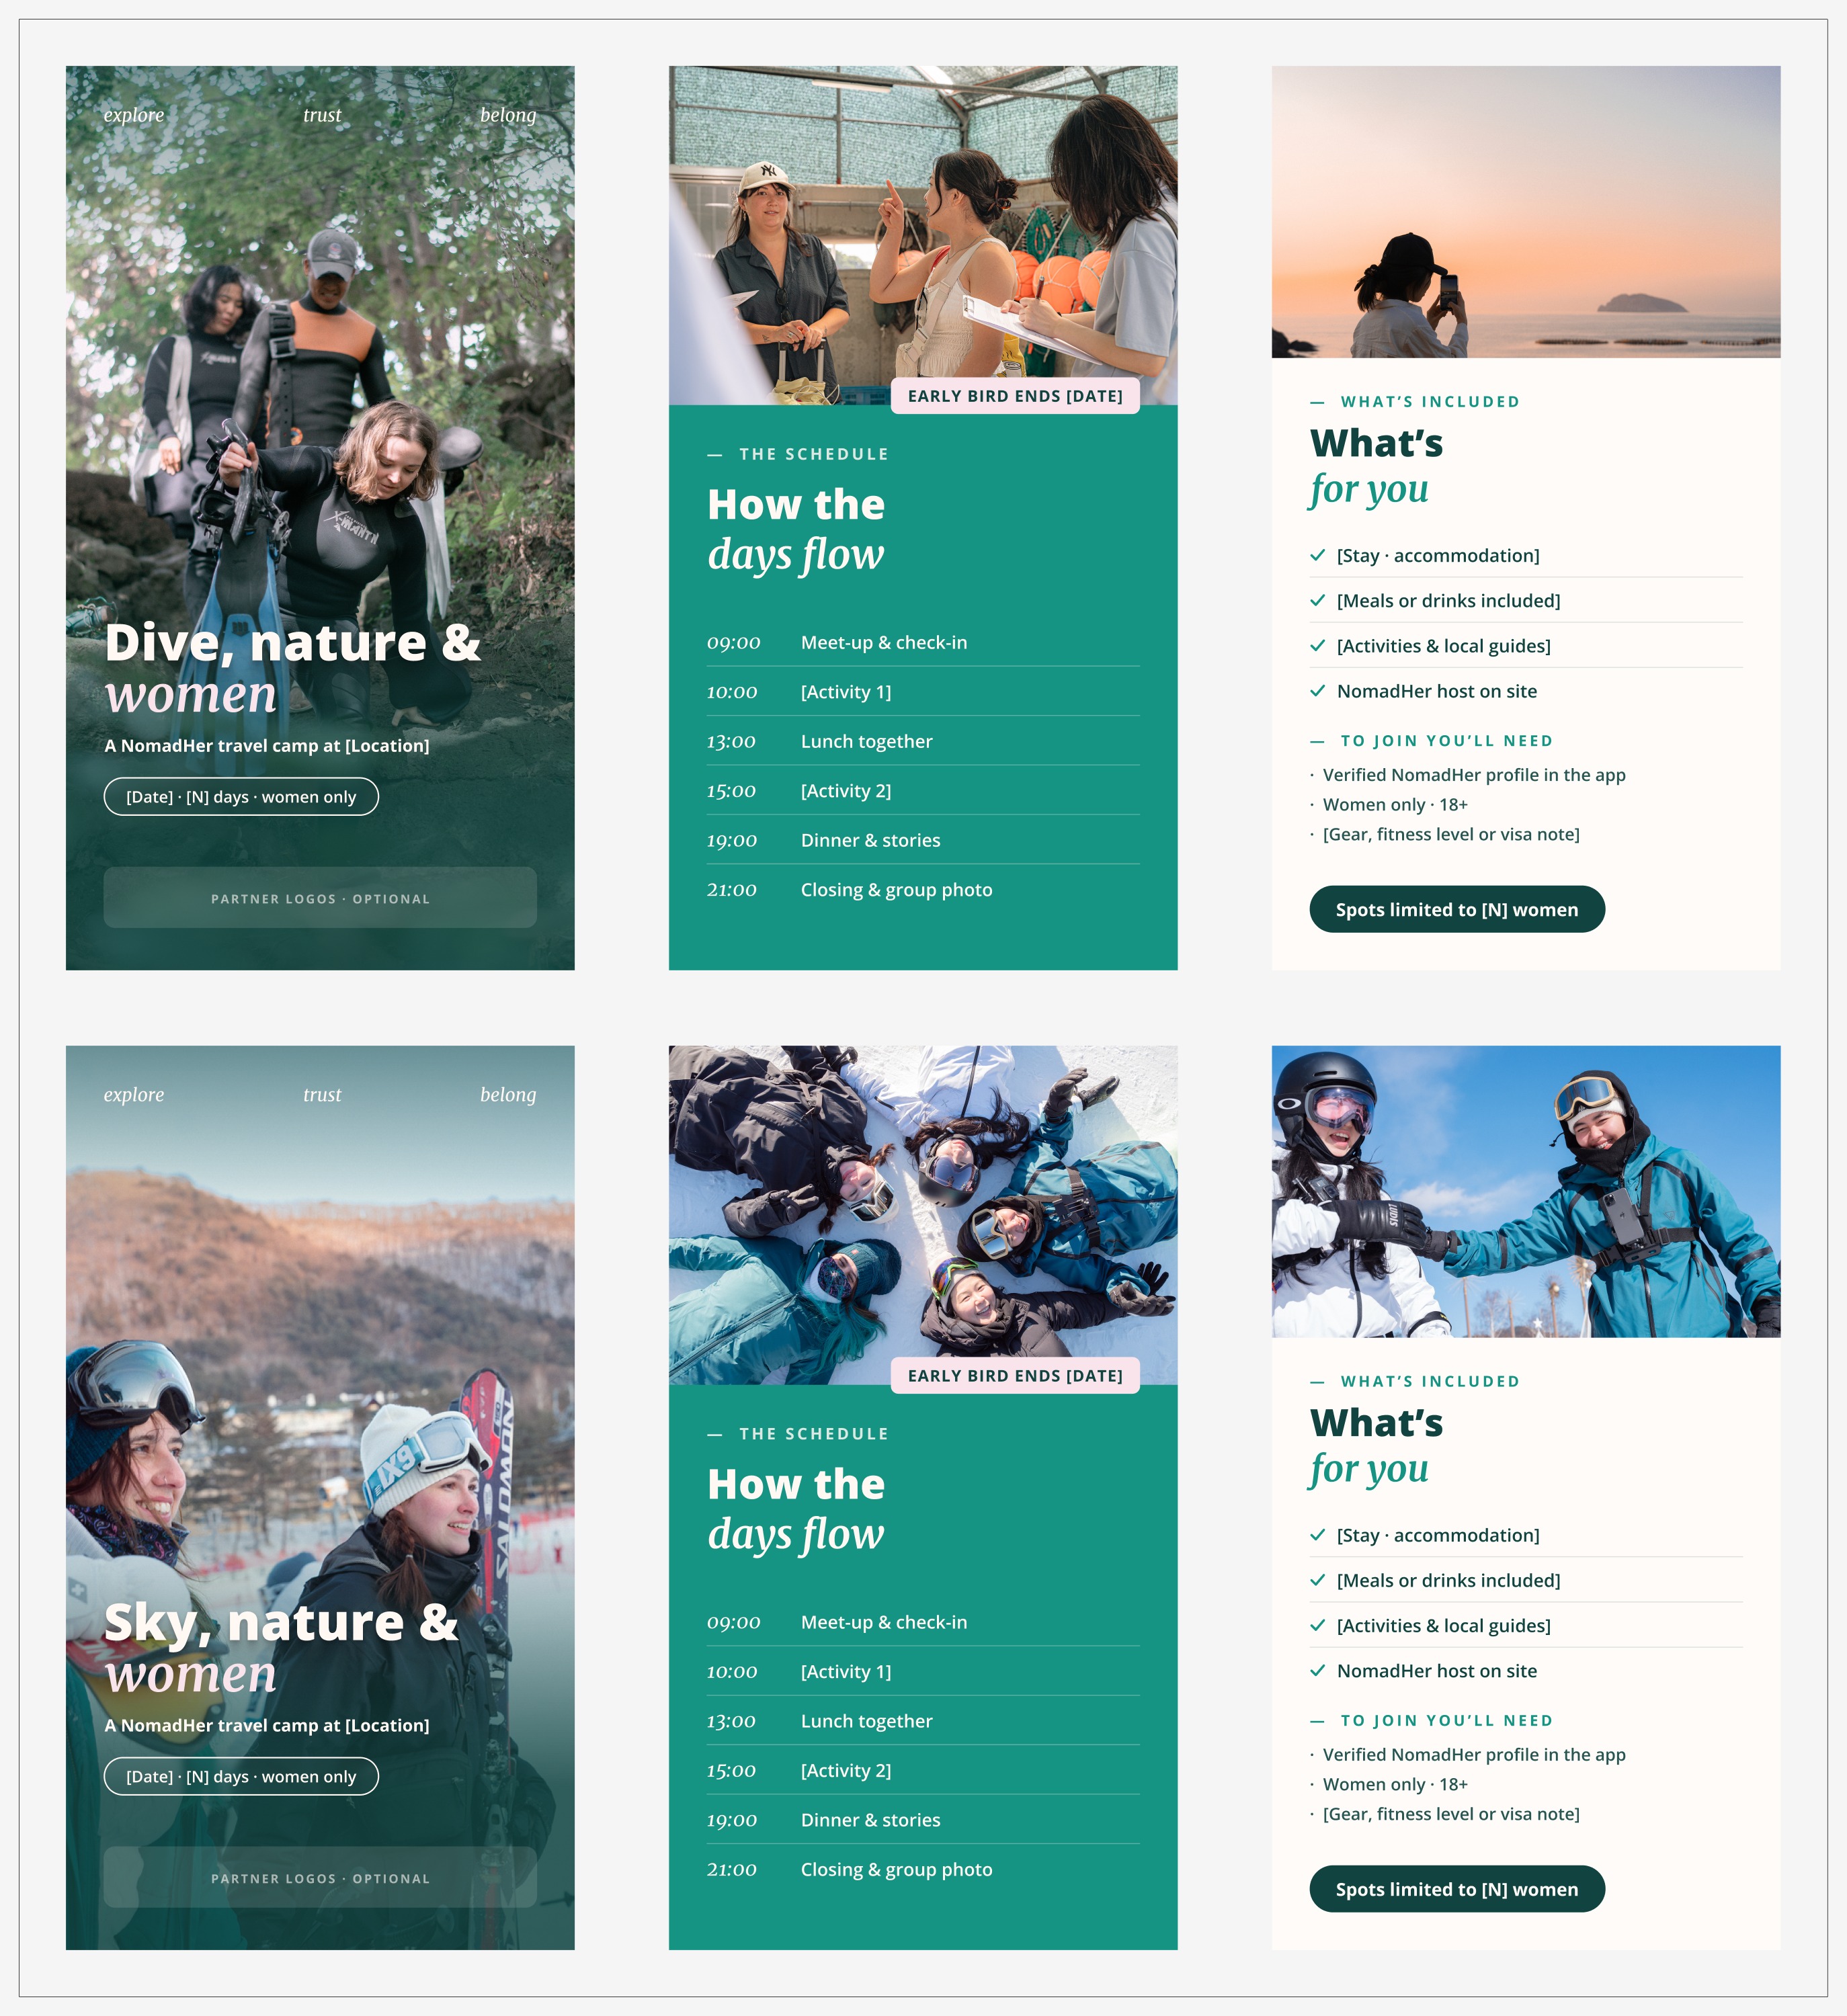 explore
trust
belong
X-MANTA
Dive, nature &
women
A NomadHer travel camp at [Location]
[Date] · [N] days · women only
PARTNER LOGOS · OPTIONAL
NY
EARLY BIRD ENDS [DATE]
— THE SCHEDULE
How the
days flow
09:00 Meet-up & check-in
10:00 [Activity 1]
13:00 Lunch together
15:00 [Activity 2]
19:00 Dinner & stories
21:00 Closing & group photo
— WHAT’S INCLUDED
What’s
for you
[Stay · accommodation]
[Meals or drinks included]
[Activities & local guides]
NomadHer host on site
— TO JOIN YOU’LL NEED
· Verified NomadHer profile in the app
· Women only · 18+
· [Gear, fitness level or visa note]
Spots limited to [N] women
explore
trust
belong
SALOMON
Sky, nature &
women
A NomadHer travel camp at [Location]
[Date] · [N] days · women only
PARTNER LOGOS · OPTIONAL
EARLY BIRD ENDS [DATE]
— THE SCHEDULE
How the
days flow
09:00 Meet-up & check-in
10:00 [Activity 1]
13:00 Lunch together
15:00 [Activity 2]
19:00 Dinner & stories
21:00 Closing & group photo
— WHAT’S INCLUDED
What’s
for you
[Stay · accommodation]
[Meals or drinks included]
[Activities & local guides]
NomadHer host on site
— TO JOIN YOU’LL NEED
· Verified NomadHer profile in the app
· Women only · 18+
· [Gear, fitness level or visa note]
Spots limited to [N] women